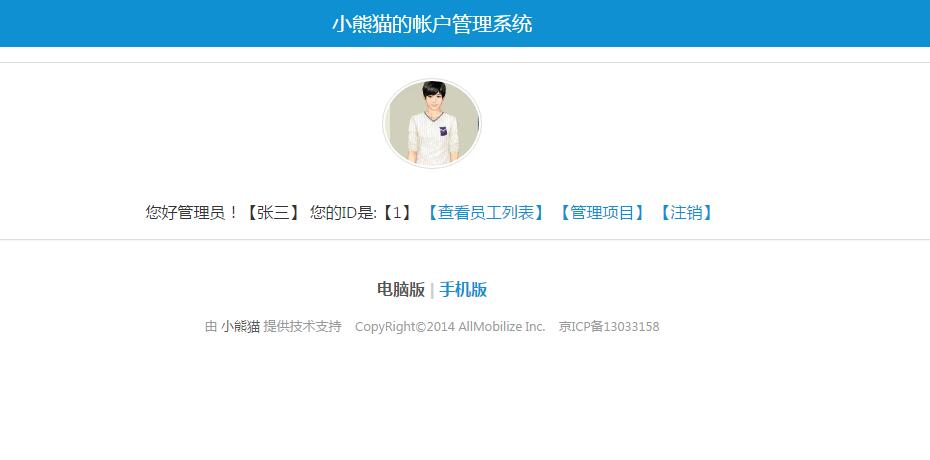 小熊猫的帐户管理系统
您好管理员！【张三】 您的ID是:【1】 【查看员工列表】 【管理项目】 【注销】
电脑版 | 手机版
由 小熊猫 提供技术支持 CopyRight©2014 AllMobilize Inc. 京ICP备13033158